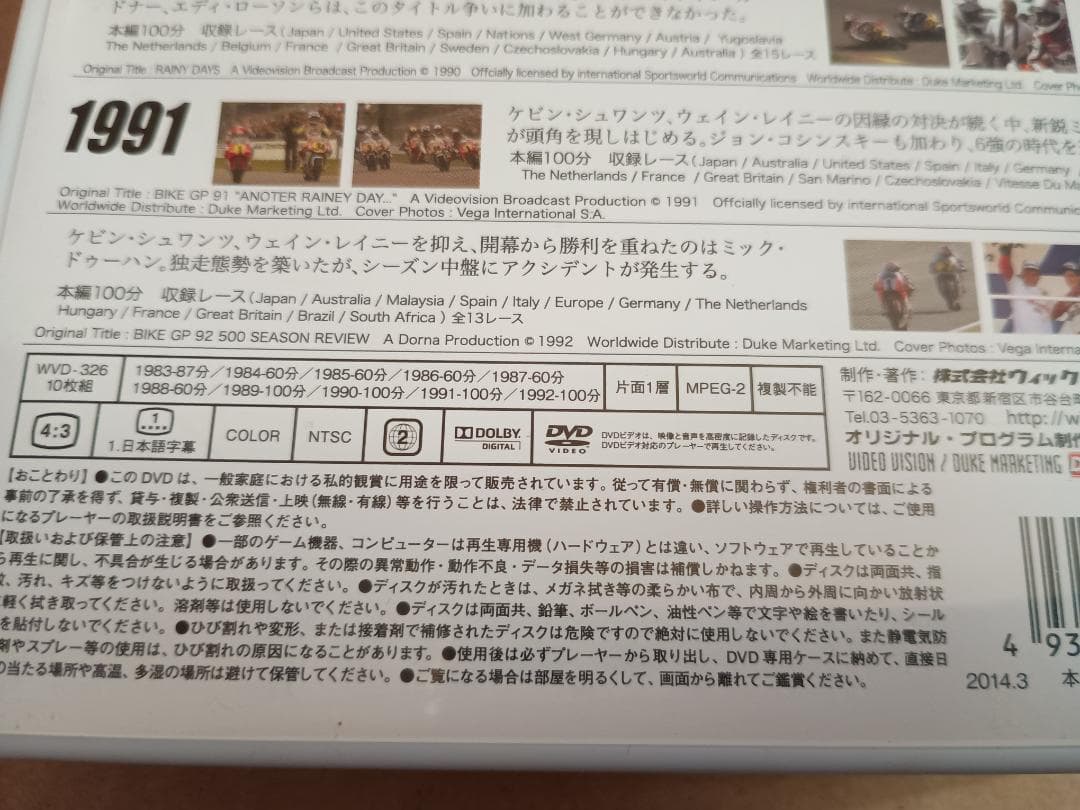 ドナー、エディ・ローソンらは、このタイトル争いに加わることができなかった。
本編100分　収録レース(Japan / United States / Spain / Nations / West Germany / Austria / Yugoslavia
The Netherlands / Belgium / France / Great Britain / Sweden / Czechoslovakia / Hungary / Australia ) 全15レース
Original Title : RAINY DAYS A Videovision Broadcast Production © 1990 Offcially licensed by international Sportsworld Communications Worldwide Distribute : Duke Marketing Ltd. Cover
1991
ケビン・シュワンツ、ウェイン・レイニーの因縁の対決が続く中、新鋭
が頭角を現しはじめる。ジョン・コシンスキーも加わり、6強の時代を
本編100分　収録レース(Japan / Australia / United States / Spain / Italy / Germany
The Netherlands / France / Great Britain / San Marino / Czechoslovakia / Vitesse Du
Original Title : BIKE GP 91 "ANOTER RAINEY DAY..." A Videovision Broadcast Production © 1991 Offcially licensed by international Sportsworld
Worldwide Distribute : Duke Marketing Ltd. Cover Photos : Vega International S.A.
ケビン・シュワンツ、ウェイン・レイニーを抑え、開幕から勝利を重ねたのはミック・
ドゥーハン。独走態勢を築いたが、シーズン中盤にアクシデントが発生する。
本編100分　収録レース(Japan / Australia / Malaysia / Spain / Italy / Europe / Germany / The Netherlands
Hungary / France / Great Britain / Brazil / South Africa ) 全13レース
Original Title : BIKE GP 92 500 SEASON REVIEW A Dorna Production © 1992 Worldwide Distribute : Duke Marketing Ltd. Cover Photos : Vega
WVD-326
10枚組
1983-87分／1984-60分／1985-60分／1986-60分／1987-60分
1988-60分／1989-100分／1990-100分／1991-100分／1992-100分
片面1層
MPEG-2
複製不能
4:3
1
1.日本語字幕
COLOR
NTSC
2
DOLBY
DIGITAL
DVD
VIDEO
DVDビデオは、映像と音声を高密度に記録したディスクです。
DVDビデオ対応のプレーヤーで再生してください。
制作・著作：株式会社ウィック
〒162-0066 東京都新宿区市谷台
Tel.03-5363-1070 http://w
オリジナル・プログラム制作
VIDEO VISION / DUKE MARKETING
【おことわり】●このDVDは、一般家庭における私的観賞に用途を限って販売されています。従って有償・無償に関わらず、権利者の書面による
事前の了承を得ず、貸与・複製・公衆送信・上映(無線・有線)等を行うことは、法律で禁止されています。●詳しい操作方法については、ご使用
になるプレーヤーの取扱説明書をご参照ください。
【取扱いおよび保管上の注意】●一部のゲーム機器、コンピューターは再生専用機(ハードウェア)とは違い、ソフトウェアで再生していることか
ら再生に関し、不具合が生じる場合があります。その際の異常動作・動作不良・データ損失等の損害は補償しかねます。●ディスクは両面共、指
汚れ、キズ等をつけないように取扱ってください。●ディスクが汚れたときは、メガネ拭き等の柔らかい布で、内周から外周に向かい放射状
軽く拭き取ってください。溶剤等は使用しないでください。●ディスクは両面共、鉛筆、ボールペン、油性ペン等で文字や絵を書いたり、シール
を貼付しないでください。●ひび割れや変形、または接着剤で補修されたディスクは危険ですので絶対に使用しないでください。また静電気防
剤やスプレー等の使用は、ひび割れの原因になることがあります。●使用後は必ずプレーヤーから取り出し、DVD専用ケースに納めて、直接日
の当たる場所や高温、多湿の場所は避けて保管してください。●ご覧になる場合は部屋を明るくして、画面から離れてご鑑賞ください。
4 93
2014.3 本